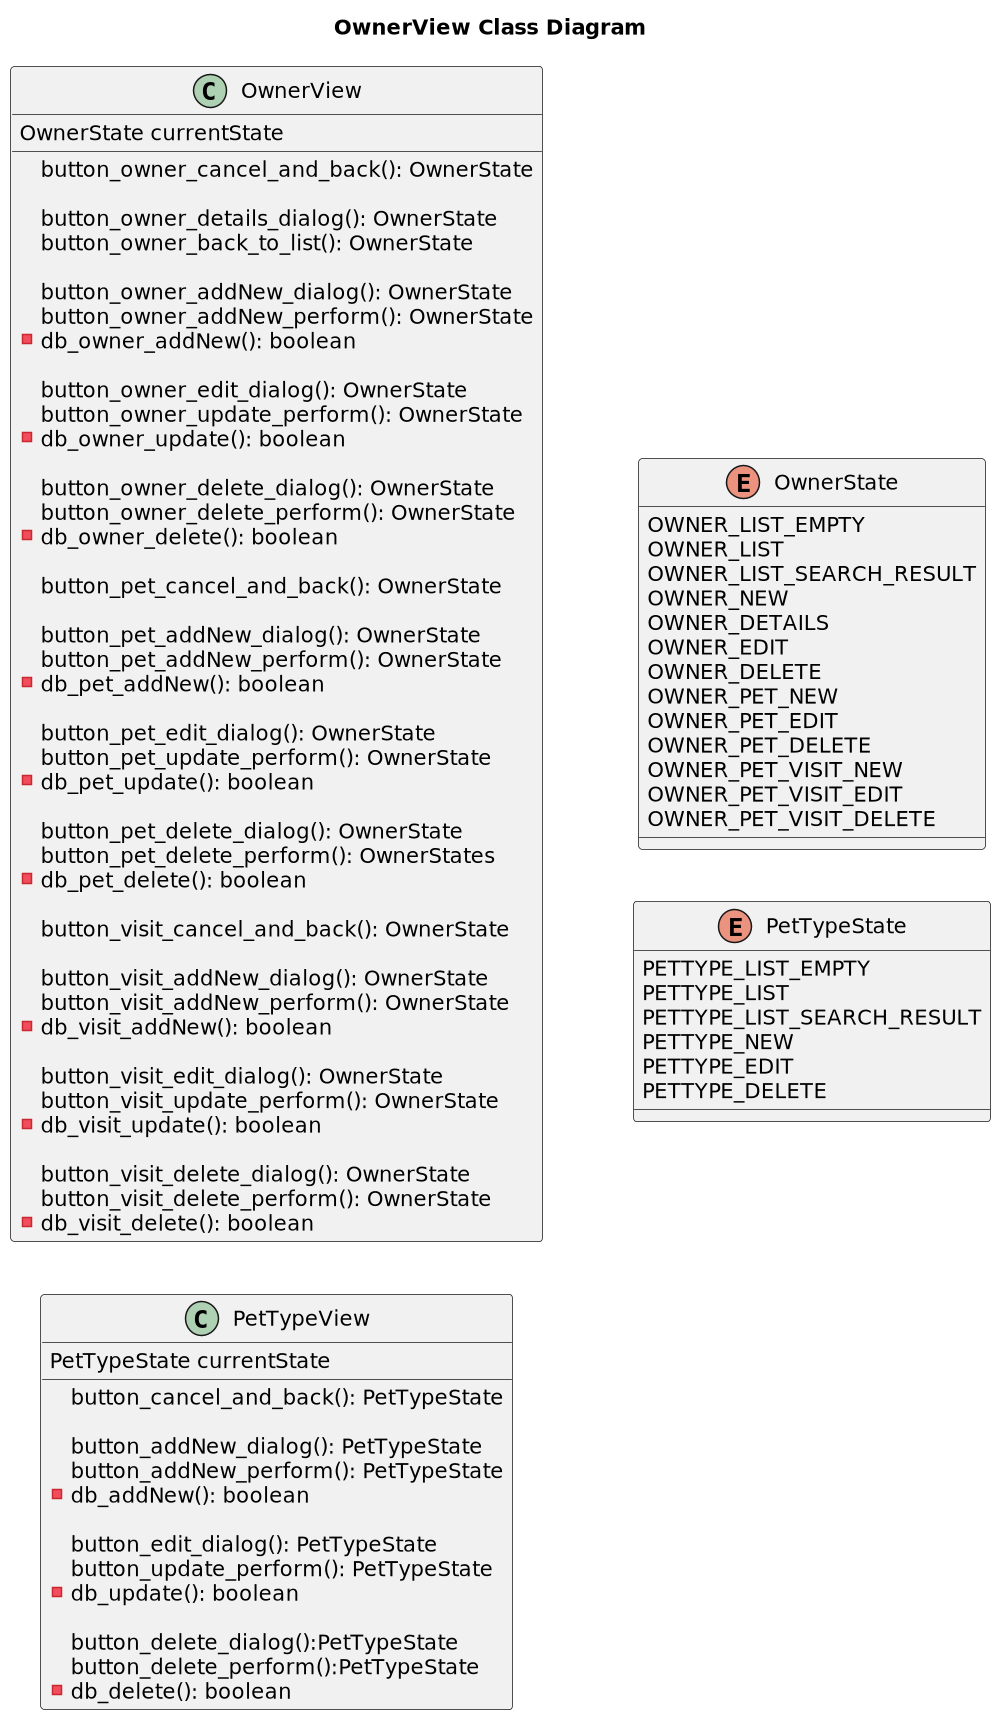 OwnerView Class Diagram
C OwnerView
OwnerState currentState
button_owner_cancel_and_back(): OwnerState
button_owner_details_dialog(): OwnerState
button_owner_back_to_list(): OwnerState
button_owner_addNew_dialog(): OwnerState
button_owner_addNew_perform(): OwnerState
db_owner_addNew(): boolean
button_owner_edit_dialog(): OwnerState
button_owner_update_perform(): OwnerState
db_owner_update(): boolean
button_owner_delete_dialog(): OwnerState
button_owner_delete_perform(): OwnerState
db_owner_delete(): boolean
button_pet_cancel_and_back(): OwnerState
button_pet_addNew_dialog(): OwnerState
button_pet_addNew_perform(): OwnerState
db_pet_addNew(): boolean
button_pet_edit_dialog(): OwnerState
button_pet_update_perform(): OwnerState
db_pet_update(): boolean
button_pet_delete_dialog(): OwnerState
button_pet_delete_perform(): OwnerStates
db_pet_delete(): boolean
button_visit_cancel_and_back(): OwnerState
button_visit_addNew_dialog(): OwnerState
button_visit_addNew_perform(): OwnerState
db_visit_addNew(): boolean
button_visit_edit_dialog(): OwnerState
button_visit_update_perform(): OwnerState
db_visit_update(): boolean
button_visit_delete_dialog(): OwnerState
button_visit_delete_perform(): OwnerState
db_visit_delete(): boolean
E OwnerState
OWNER_LIST_EMPTY
OWNER_LIST
OWNER_LIST_SEARCH_RESULT
OWNER_NEW
OWNER_DETAILS
OWNER_EDIT
OWNER_DELETE
OWNER_PET_NEW
OWNER_PET_EDIT
OWNER_PET_DELETE
OWNER_PET_VISIT_NEW
OWNER_PET_VISIT_EDIT
OWNER_PET_VISIT_DELETE
E PetTypeState
PETTYPE_LIST_EMPTY
PETTYPE_LIST
PETTYPE_LIST_SEARCH_RESULT
PETTYPE_NEW
PETTYPE_EDIT
PETTYPE_DELETE
C PetTypeView
PetTypeState currentState
button_cancel_and_back(): PetTypeState
button_addNew_dialog(): PetTypeState
button_addNew_perform(): PetTypeState
db_addNew(): boolean
button_edit_dialog(): PetTypeState
button_update_perform(): PetTypeState
db_update(): boolean
button_delete_dialog():PetTypeState
button_delete_perform():PetTypeState
db_delete(): boolean